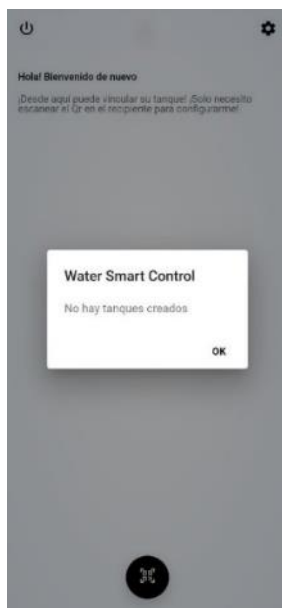 Hola! Bienvenido de nuevo
¡Desde aqui puede vincular su tanque! ¡Solo necesito
escanear el Qr en el recipiente para configurarme!
Water Smart Control
No hay tanques creados
OK